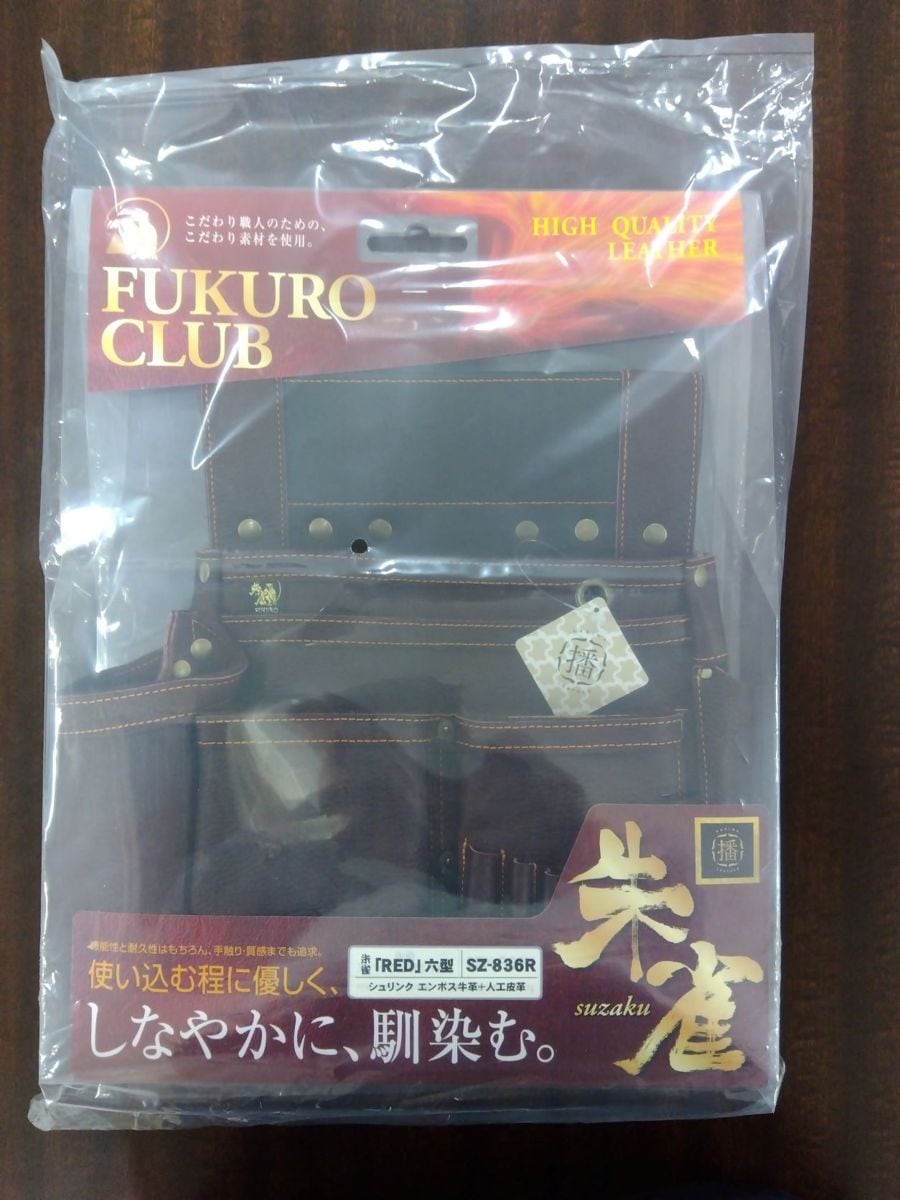 こだわり職人のための、
こだわり素材を使用。
HIGH QUALITY
LEATHER
FUKURO
CLUB
播
播
朱雀
suzaku
機能性と耐久性はもちろん、手触り・質感までも追求。
使い込む程に優しく、
しなやかに、馴染む。
朱雀「RED」六型 SZ-836R
シュリンク エンボス牛革+人工皮革